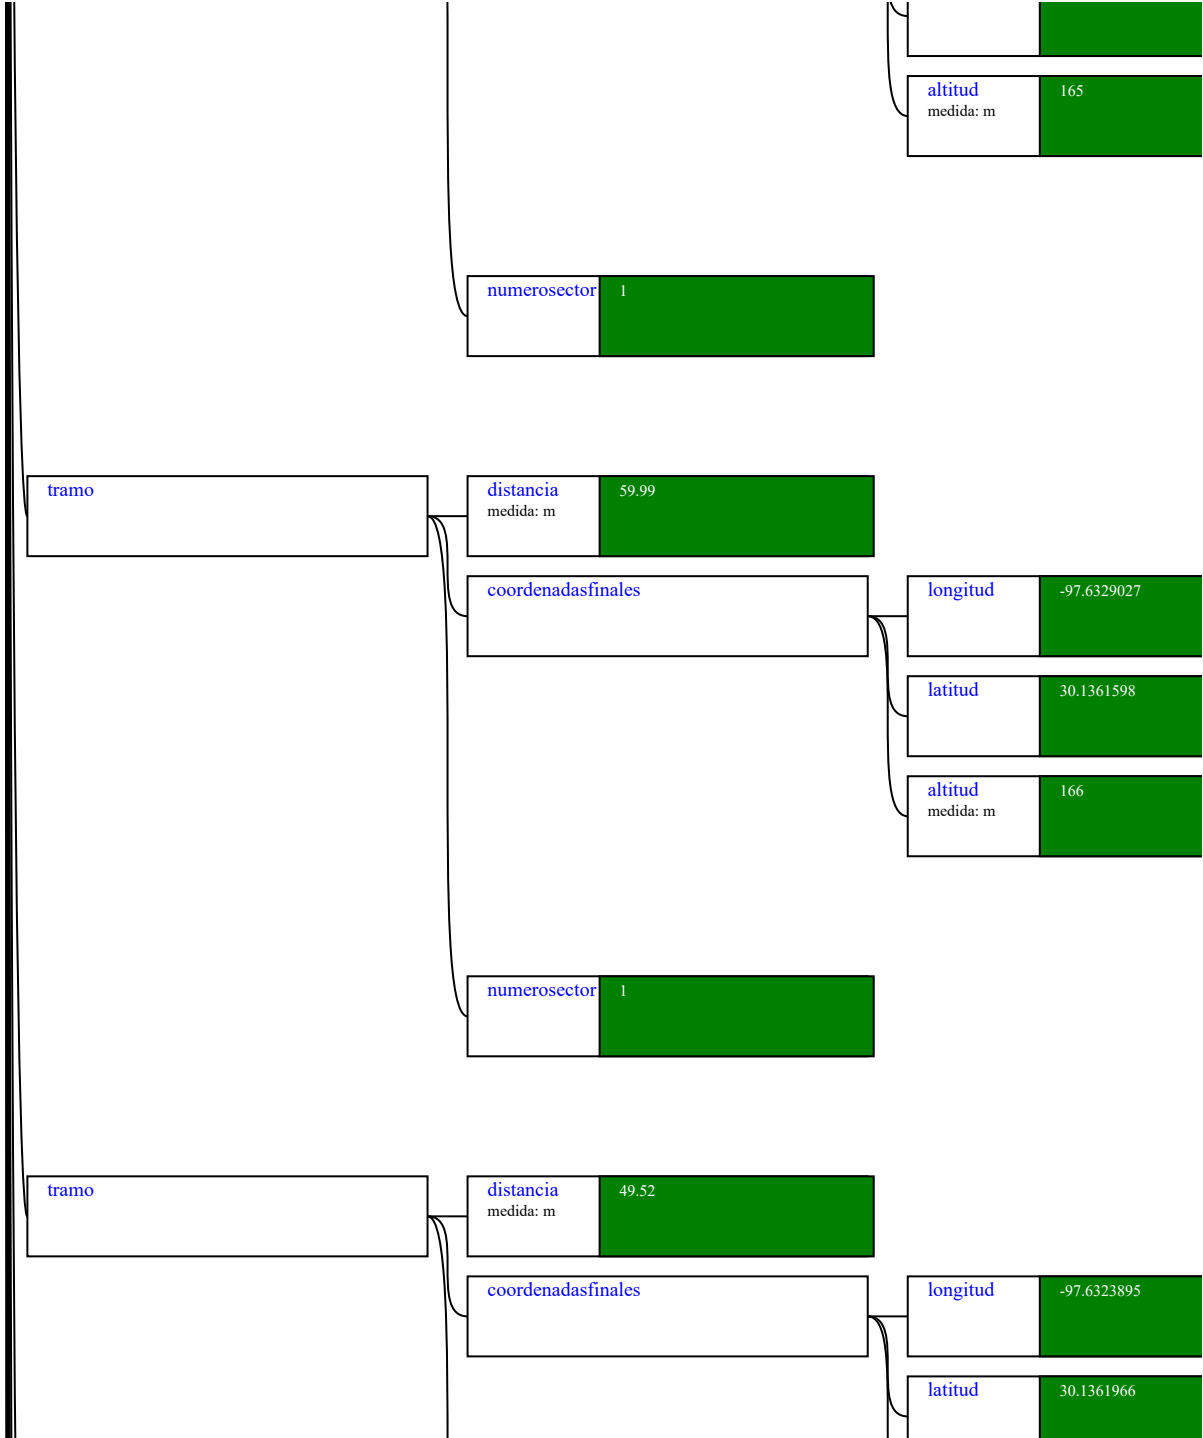 altitud
medida: m
165
numerosector
1
tramo
distancia
medida: m
59.99
coordenadasfinales
longitud
-97.6329027
latitud
30.1361598
altitud
medida: m
166
numerosector
1
tramo
distancia
medida: m
49.52
coordenadasfinales
longitud
-97.6323895
latitud
30.1361966